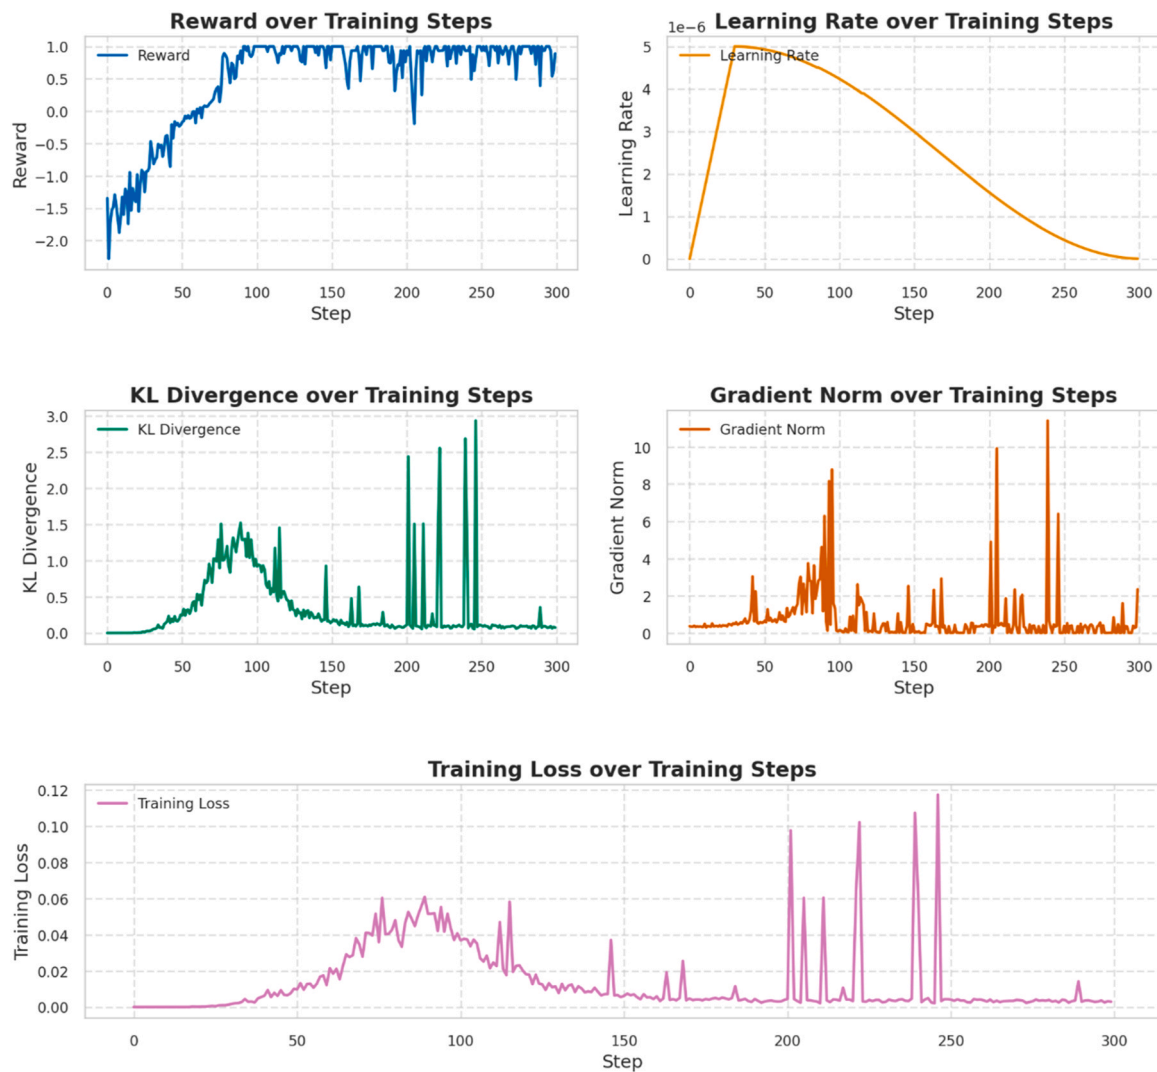 Reward over Training Steps
1.0
0.5
0.0
−0.5
−1.0
−1.5
−2.0
Reward
Reward
0 50 100 150 200 250 300
Step
Learning Rate over Training Steps
1e−6
5
4
3
2
1
0
Learning Rate
Learning Rate
0 50 100 150 200 250 300
Step
KL Divergence over Training Steps
3.0
2.5
2.0
1.5
1.0
0.5
0.0
KL Divergence
KL Divergence
0 50 100 150 200 250 300
Step
Gradient Norm over Training Steps
10
8
6
4
2
0
Gradient Norm
Gradient Norm
0 50 100 150 200 250 300
Step
Training Loss over Training Steps
0.12
0.10
0.08
0.06
0.04
0.02
0.00
Training Loss
Training Loss
0 50 100 150 200 250 300
Step